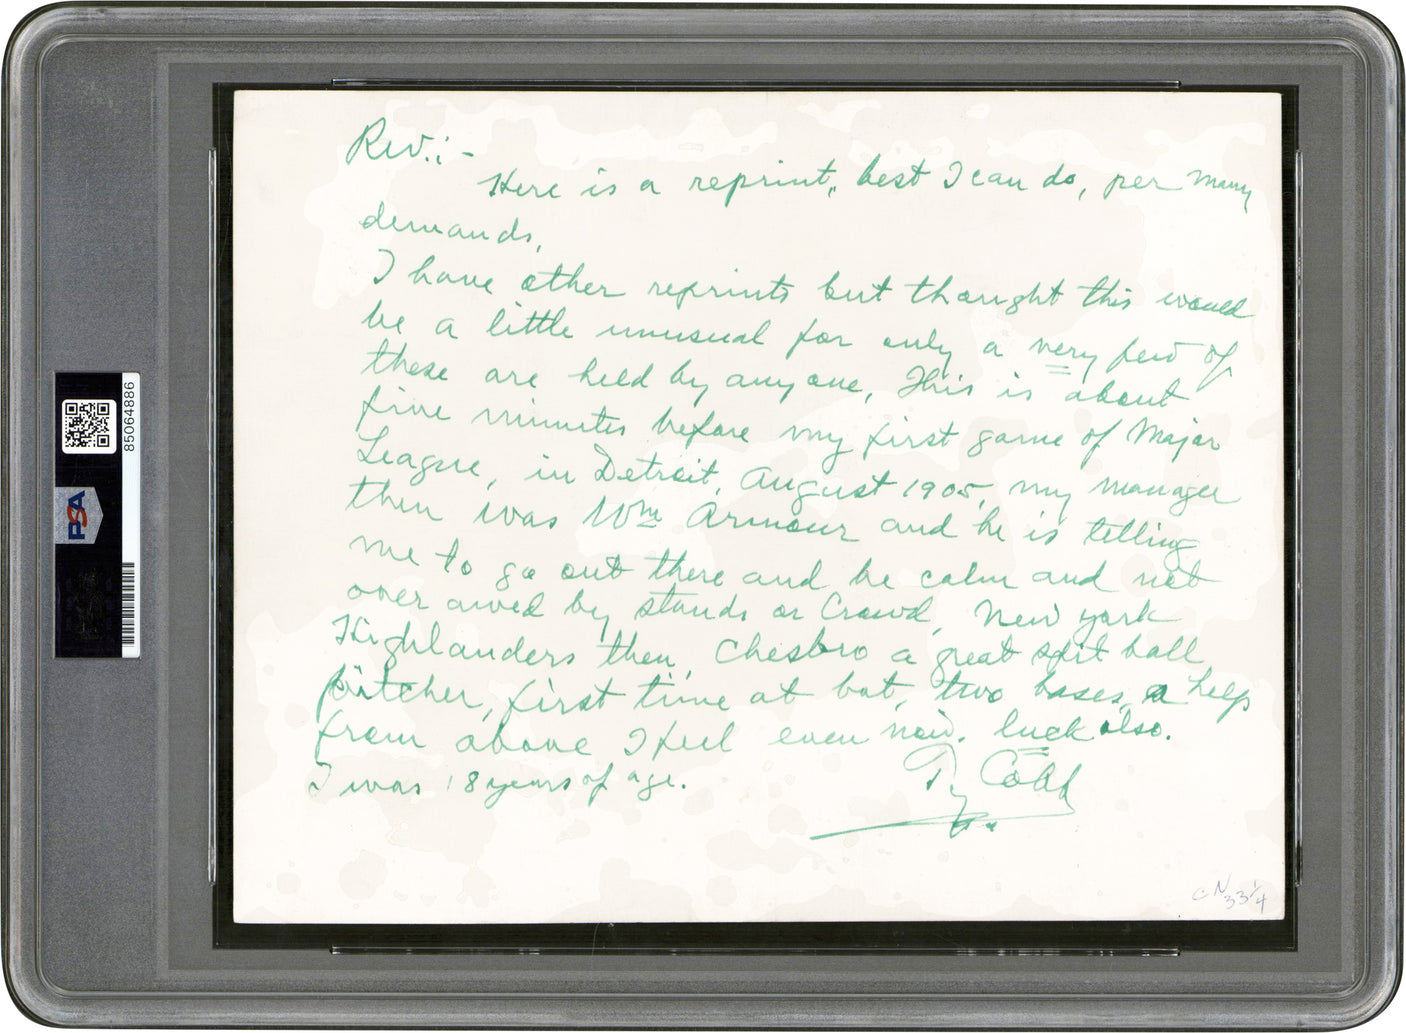 Rev.:-
Here is a reprint, best I can do, per many
demands,
I have other reprints but thought this would
be a little unusual for only a very few of
these are held by anyone, This is about
five minutes before my first game of Major
League, in Detroit, August 1905, my manager
then was Wm Armour and he is telling
me to go out there and be calm and not
over awed by stands or Crowd, New York
Highlanders then, Chesbro a great spit ball
pitcher, first time at bat, two bases, a help
from above I feel even now. luck also.
I was 18 years of age.
Ty Cobb
CN 33 1/4
PSA
85064886